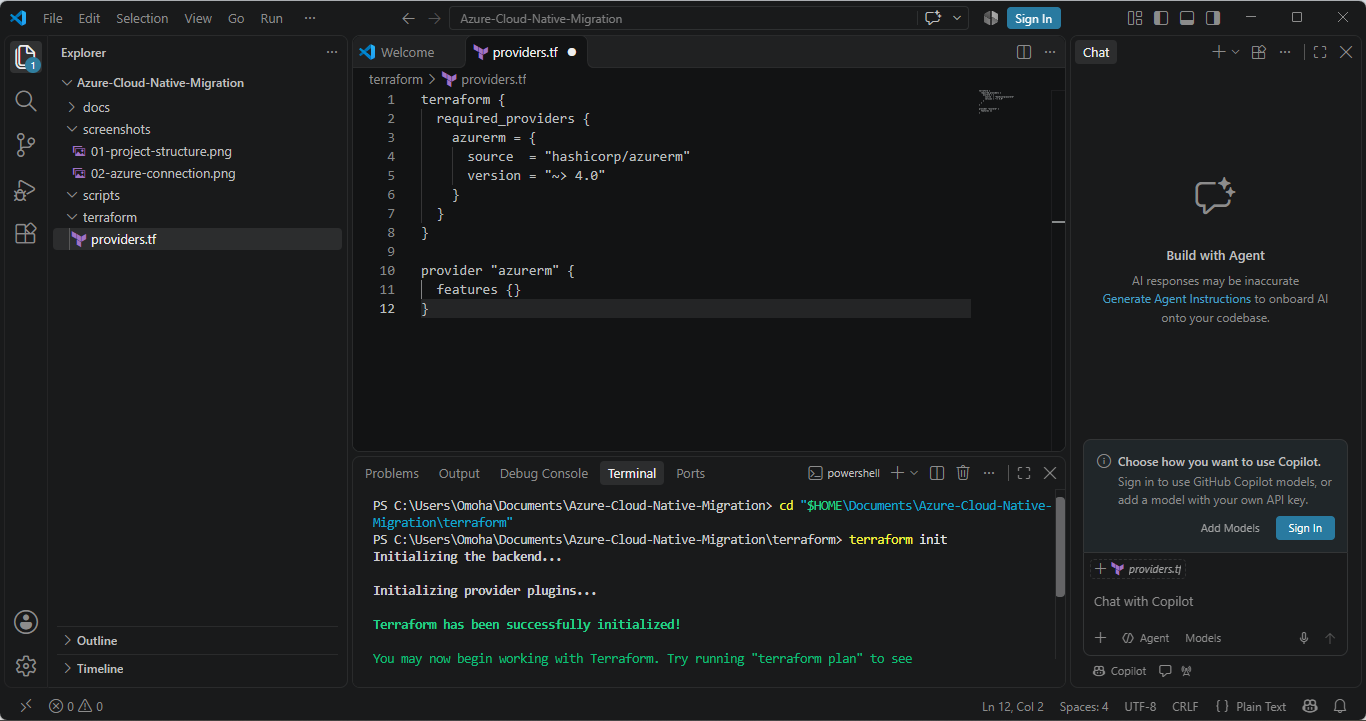 File Edit Selection View Go Run ··· Azure-Cloud-Native-Migration Sign In
Explorer ···
1
Azure-Cloud-Native-Migration
docs
screenshots
01-project-structure.png
02-azure-connection.png
scripts
terraform
providers.tf
Outline
Timeline
Welcome providers.tf
terraform > providers.tf
1 terraform {
2 required_providers {
3 azurerm = {
4 source = "hashicorp/azurerm"
5 version = "~> 4.0"
6 }
7 }
8 }
9
10 provider "azurerm" {
11 features {}
12 }
Problems Output Debug Console Terminal Ports powershell
PS C:\Users\Omoha\Documents\Azure-Cloud-Native-Migration> cd "$HOME\Documents\Azure-Cloud-Native-
Migration\terraform"
PS C:\Users\Omoha\Documents\Azure-Cloud-Native-Migration\terraform> terraform init
Initializing the backend...
Initializing provider plugins...
Terraform has been successfully initialized!
You may now begin working with Terraform. Try running "terraform plan" to see
Chat
Build with Agent
AI responses may be inaccurate
Generate Agent Instructions to onboard AI
onto your codebase.
Choose how you want to use Copilot.
Sign in to use GitHub Copilot models, or
add a model with your own API key.
Add Models Sign In
providers.tf
Chat with Copilot
Agent Models
Copilot
0 0 Ln 12, Col 2 Spaces: 4 UTF-8 CRLF { } Plain Text